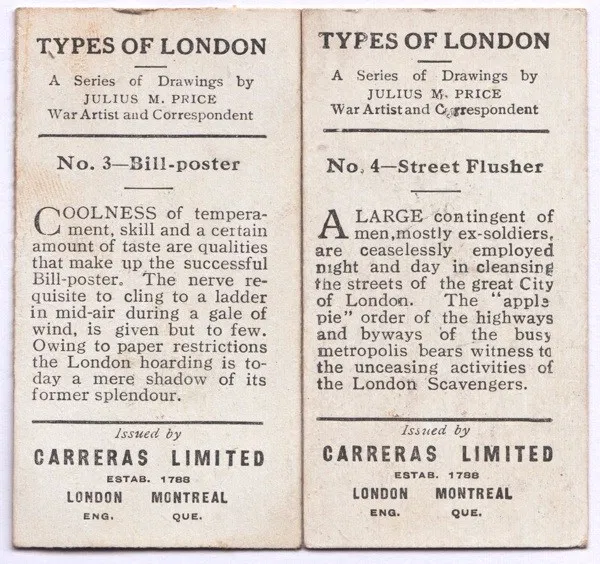 TYPES OF LONDON
A Series of Drawings by
JULIUS M. PRICE
War Artist and Correspondent
No. 3—Bill-poster
COOLNESS of tempera-
ment, skill and a certain
amount of taste are qualities
that make up the successful
Bill-poster. The nerve re-
quisite to cling to a ladder
in mid-air during a gale of
wind, is given but to few.
Owing to paper restrictions
the London hoarding is to-
day a mere shadow of its
former splendour.
Issued by
CARRERAS LIMITED
ESTAB. 1788
LONDON MONTREAL
ENG. QUE.
TYPES OF LONDON
A Series of Drawings by
JULIUS M. PRICE
War Artist and Correspondent
No. 4—Street Flusher
A LARGE contingent of
men, mostly ex-soldiers,
are ceaselessly employed
night and day in cleansing
the streets of the great City
of London. The "apple
pie" order of the highways
and byways of the busy
metropolis bears witness to
the unceasing activities of
the London Scavengers.
Issued by
CARRERAS LIMITED
ESTAB. 1788
LONDON MONTREAL
ENG. QUE.